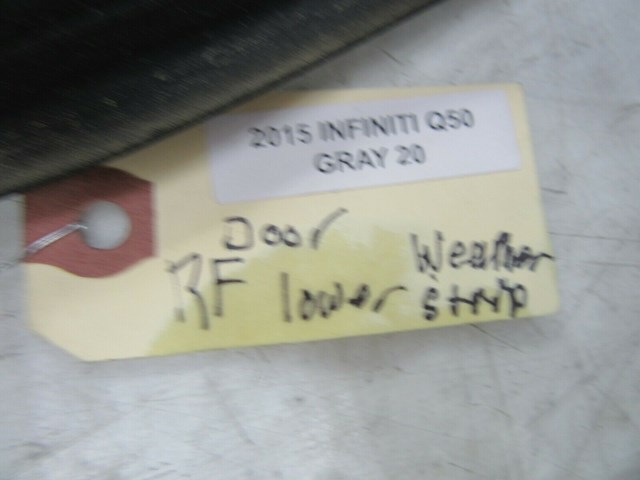 2015 INFINITI Q50
GRAY 20
Door
RF lower Weather
strip